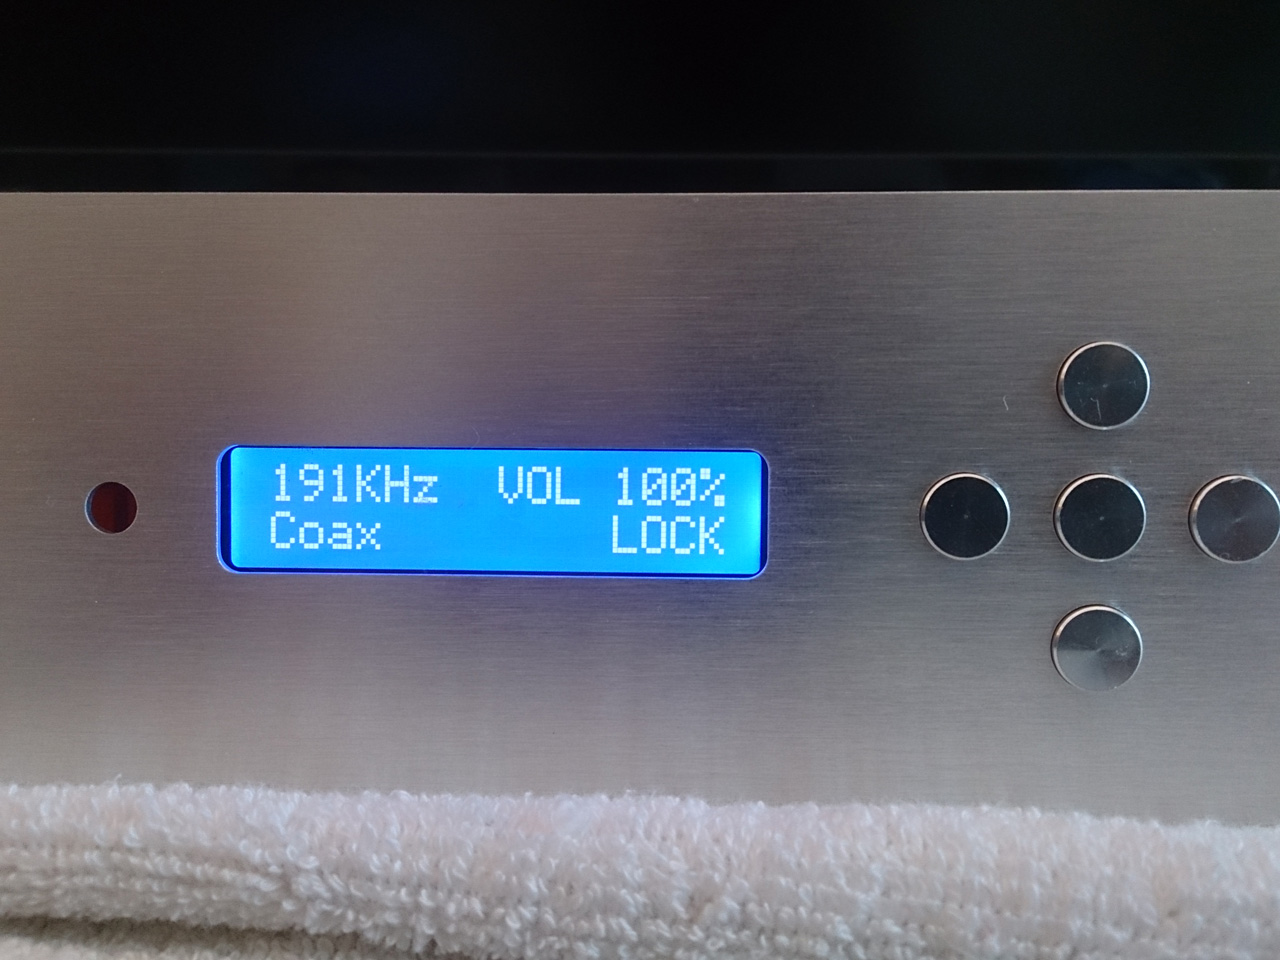 191KHz VOL 100%
Coax LOCK